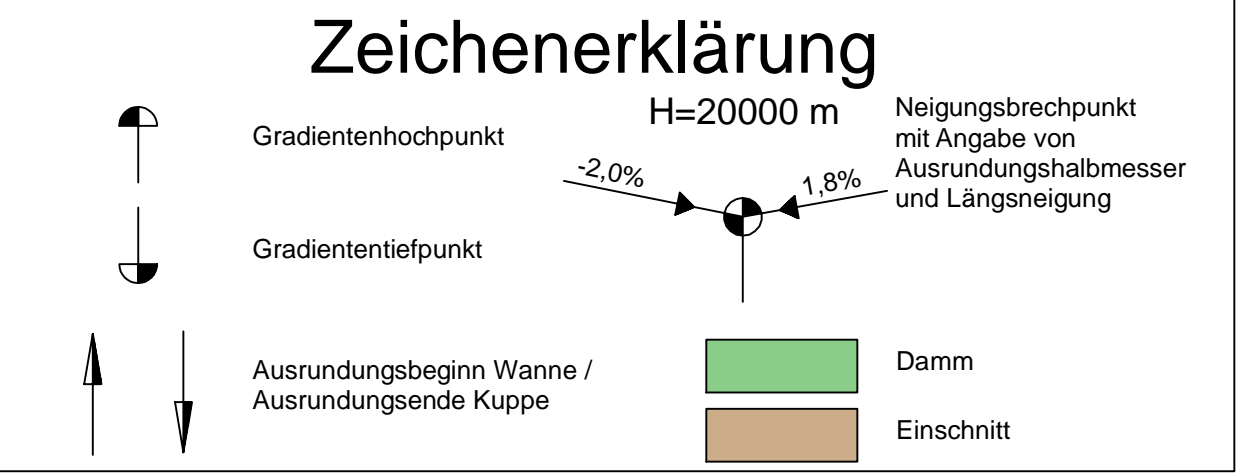 Zeichenerklärung
Gradientenhochpunkt
Gradiententiefpunkt
Ausrundungsbeginn Wanne /
Ausrundungsende Kuppe
H=20000 m
-2,0%
1,8%
Neigungsbrechpunkt
mit Angabe von
Ausrundungshalbmesser
und Längsneigung
Damm
Einschnitt